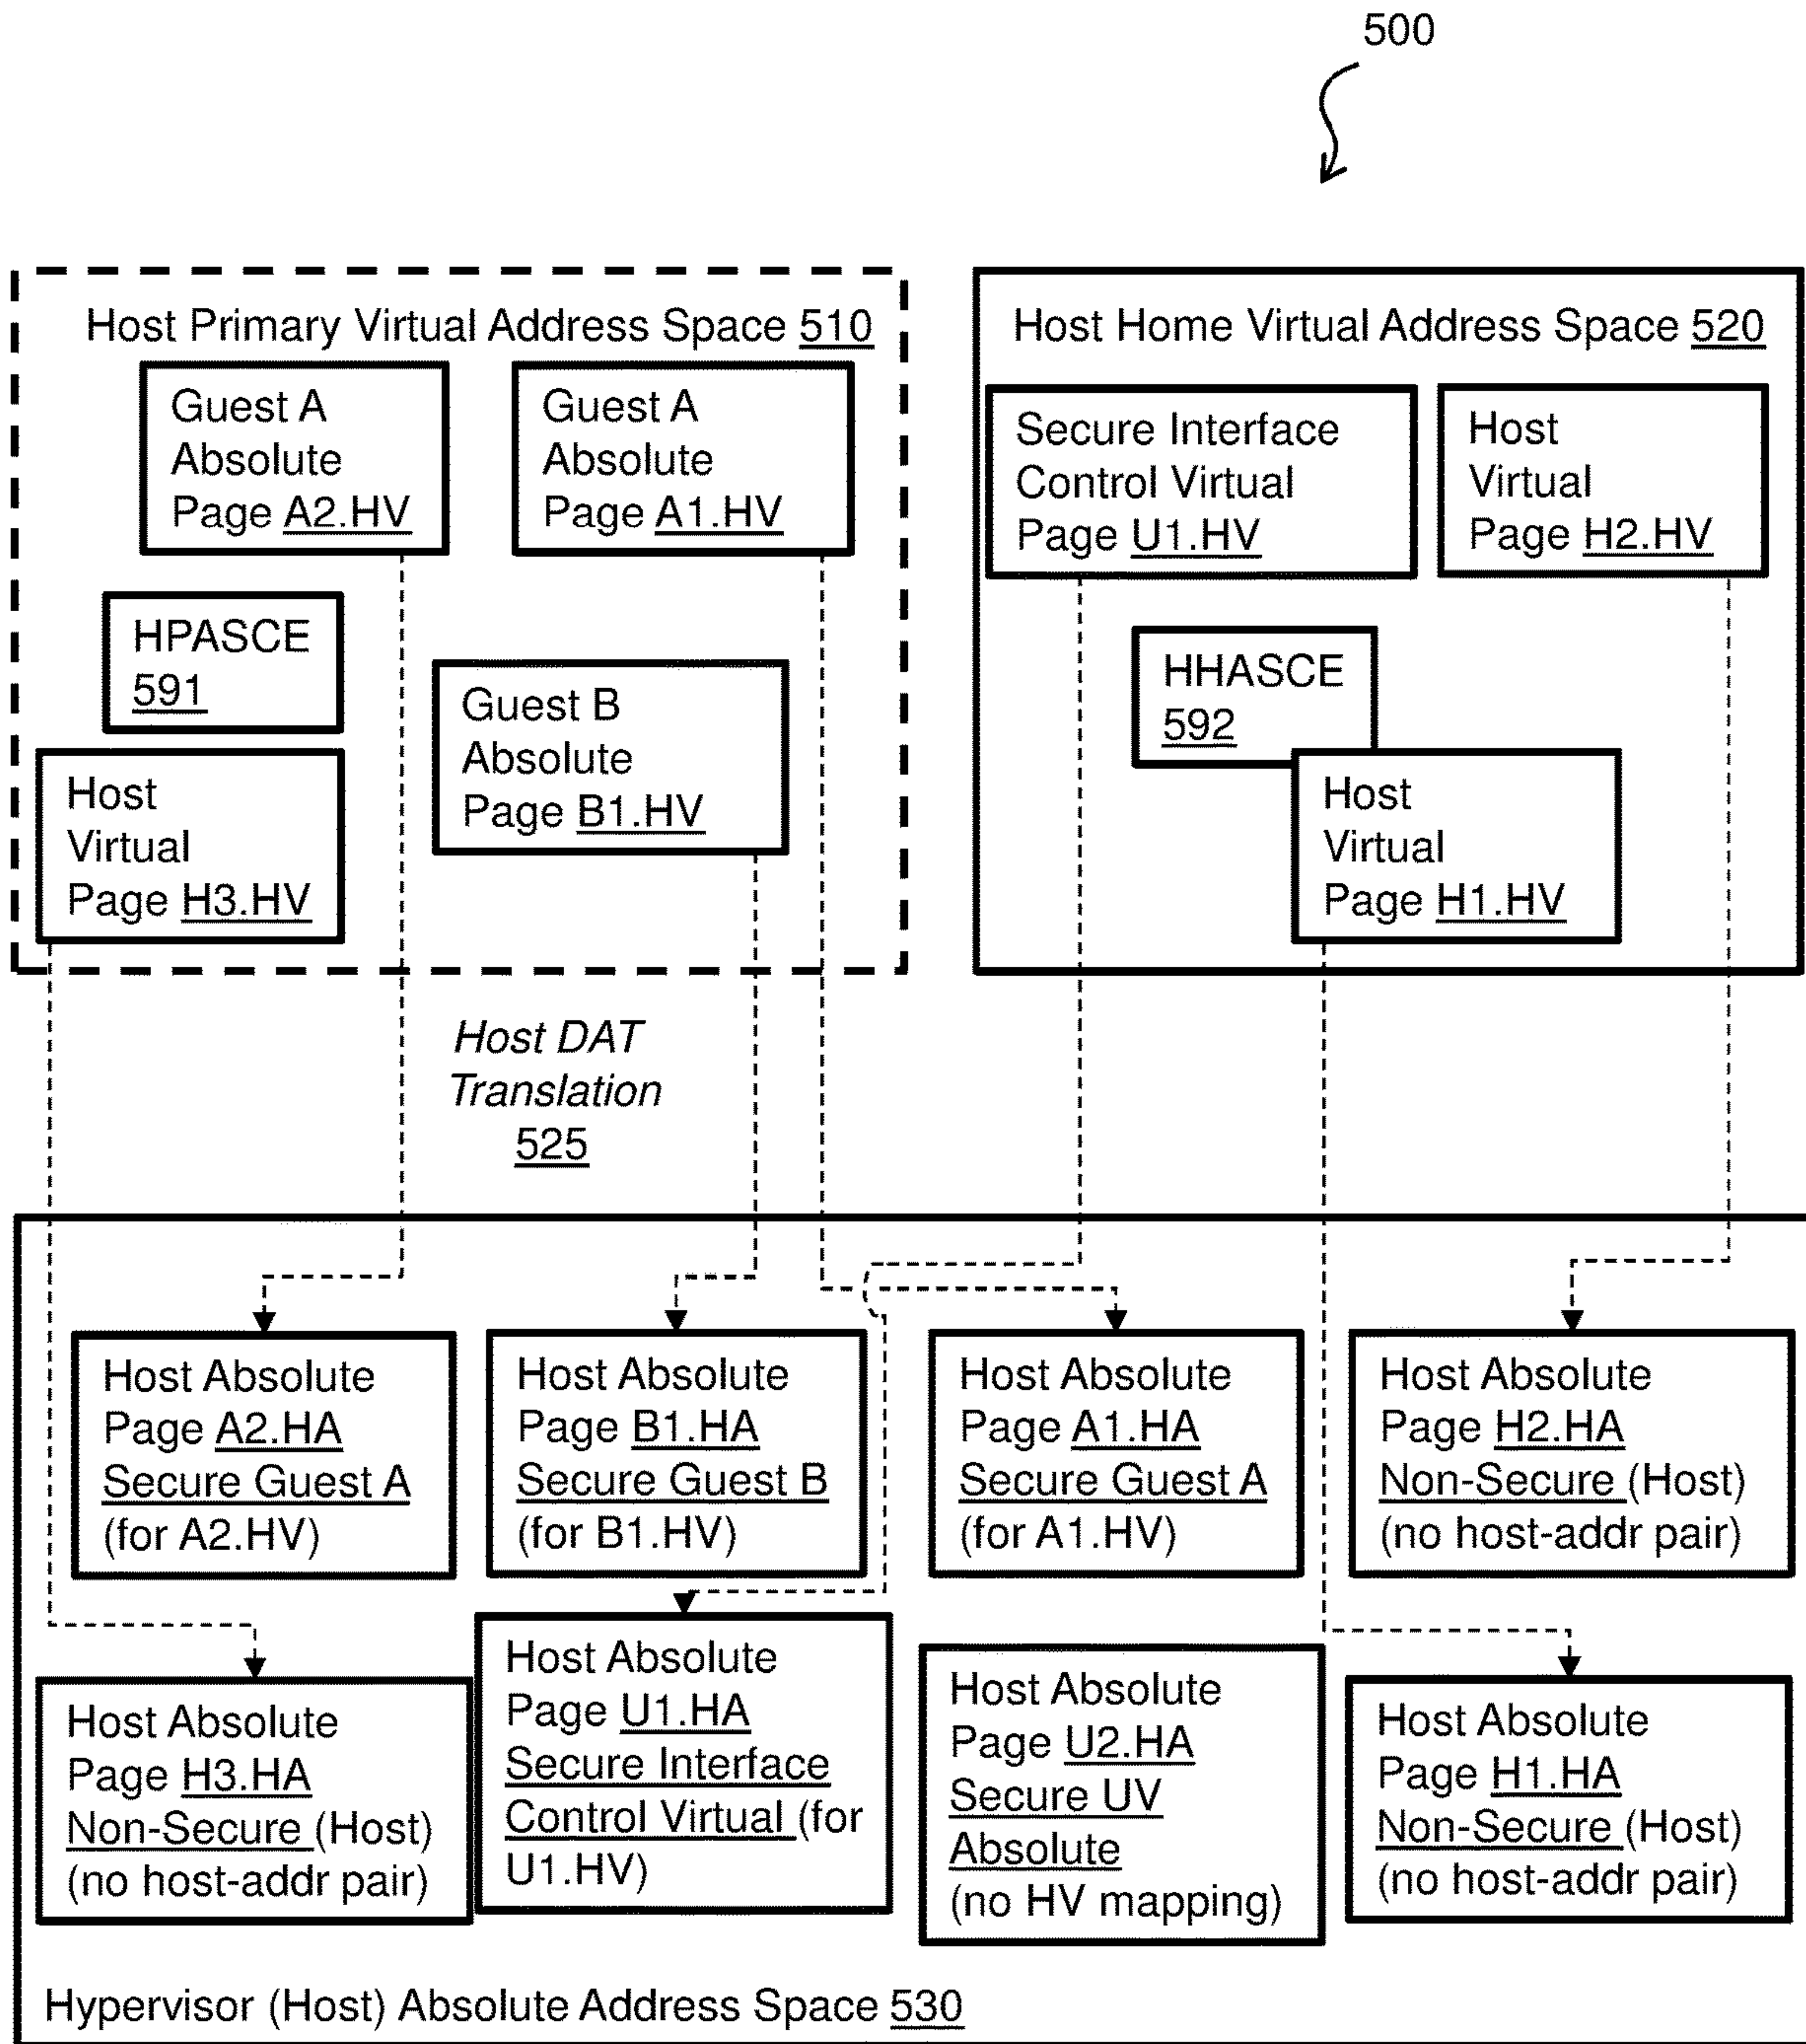 500
Host Primary Virtual Address Space 510
Guest A
Absolute
Page A2.HV
Guest A
Absolute
Page A1.HV
HPASCE
591
Guest B
Absolute
Page B1.HV
Host
Virtual
Page H3.HV
Host Home Virtual Address Space 520
Secure Interface
Control Virtual
Page U1.HV
Host
Virtual
Page H2.HV
HHASCE
592
Host
Virtual
Page H1.HV
Host DAT
Translation
525
Host Absolute
Page A2.HA
Secure Guest A
(for A2.HV)
Host Absolute
Page B1.HA
Secure Guest B
(for B1.HV)
Host Absolute
Page A1.HA
Secure Guest A
(for A1.HV)
Host Absolute
Page H2.HA
Non-Secure (Host)
(no host-addr pair)
Host Absolute
Page H3.HA
Non-Secure (Host)
(no host-addr pair)
Host Absolute
Page U1.HA
Secure Interface
Control Virtual (for
U1.HV)
Host Absolute
Page U2.HA
Secure UV
Absolute
(no HV mapping)
Host Absolute
Page H1.HA
Non-Secure (Host)
(no host-addr pair)
Hypervisor (Host) Absolute Address Space 530